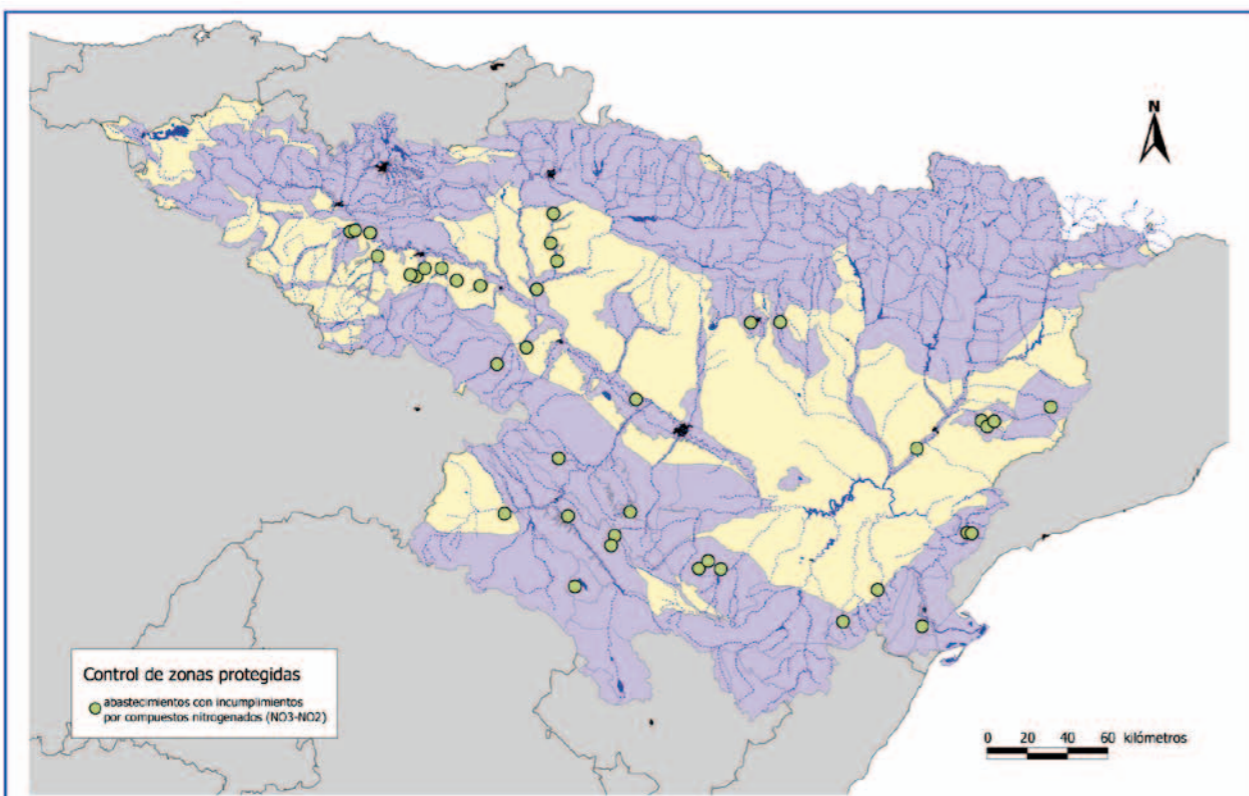 N
Control de zonas protegidas
abastecimientos con incumplimientos
por compuestos nitrogenados (NO3-NO2)
0 20 40 60 kilómetros